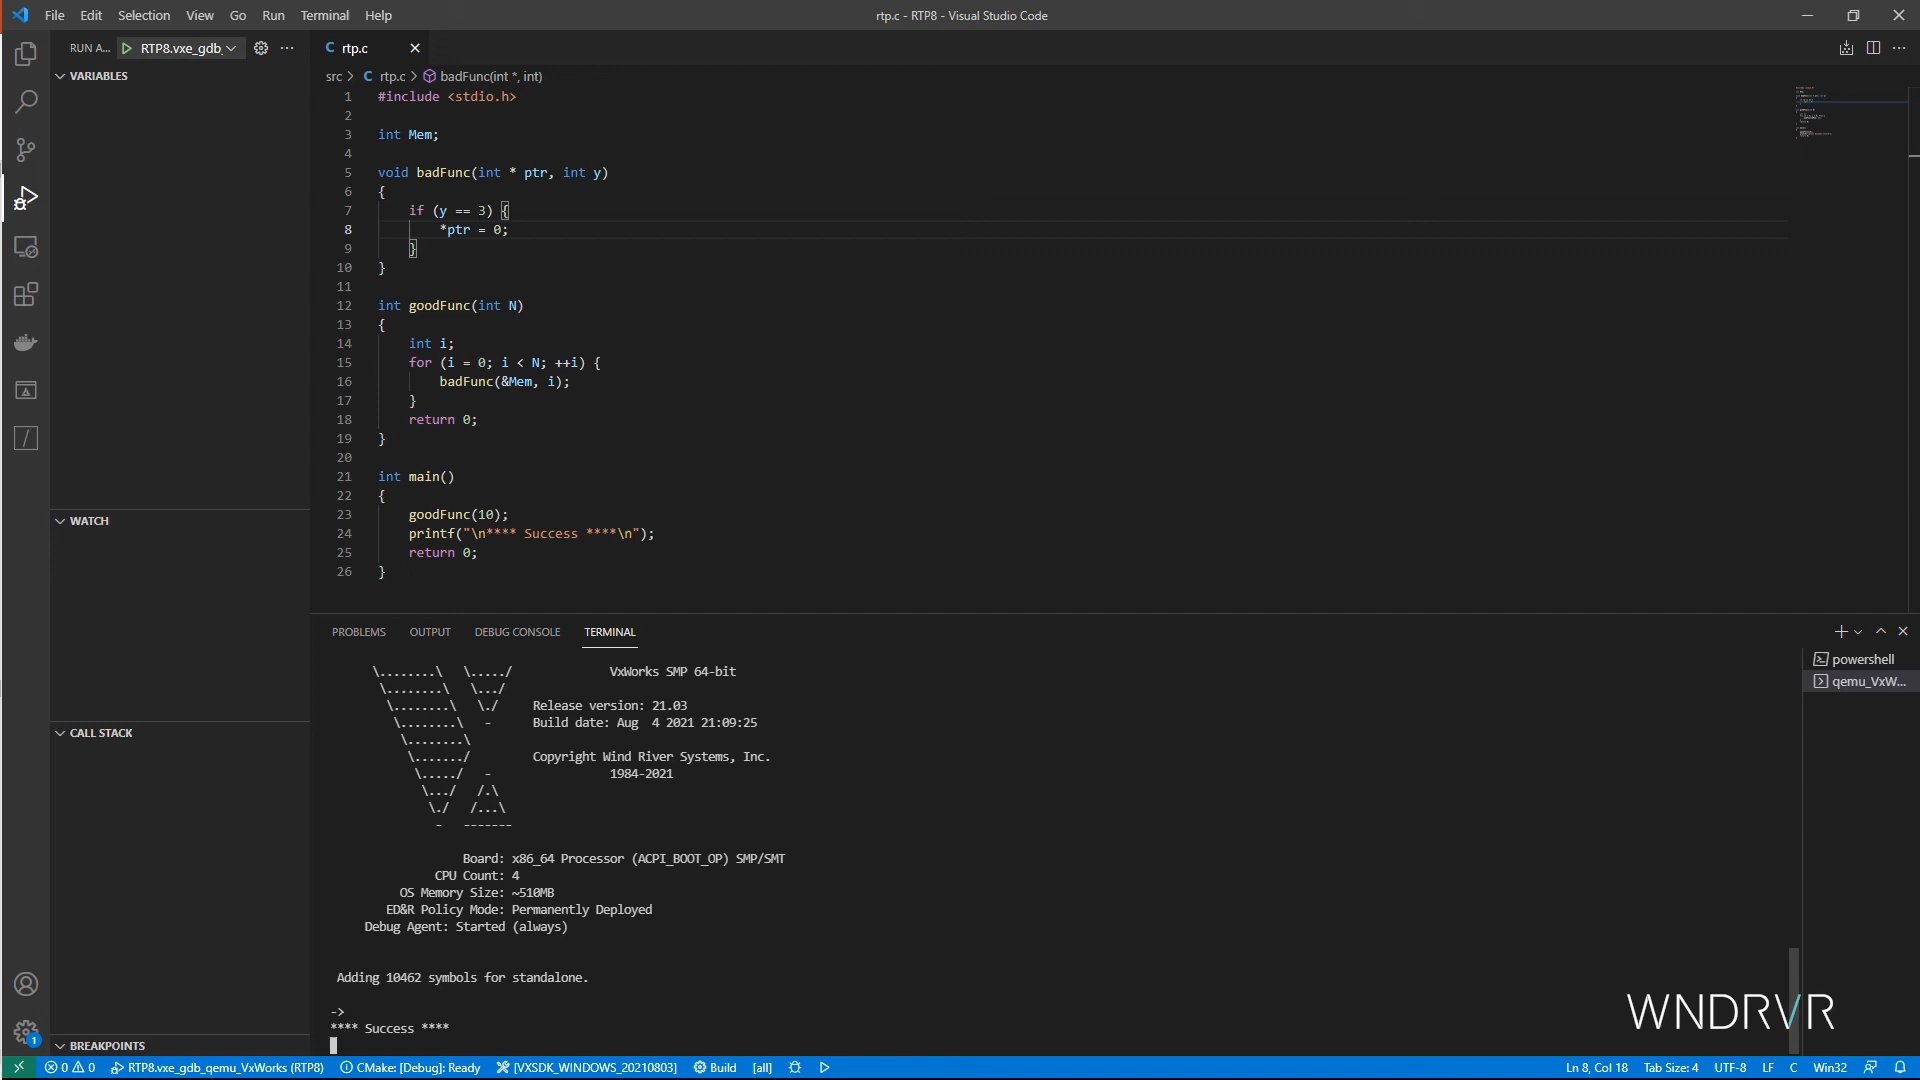 File Edit Selection View Go Run Terminal Help
rtp.c - RTP8 - Visual Studio Code
RUN A... RTP8.vxe_gdb_
VARIABLES
WATCH
CALL STACK
BREAKPOINTS
C rtp.c
src > C rtp.c > badFunc(int *, int)
1 #include <stdio.h>
2
3 int Mem;
4
5 void badFunc(int * ptr, int y)
6 {
7 if (y == 3) {
8 *ptr = 0;
9 }
10 }
11
12 int goodFunc(int N)
13 {
14 int i;
15 for (i = 0; i < N; ++i) {
16 badFunc(&Mem, i);
17 }
18 return 0;
19 }
20
21 int main()
22 {
23 goodFunc(10);
24 printf("\n**** Success ****\n");
25 return 0;
26 }
PROBLEMS OUTPUT DEBUG CONSOLE TERMINAL
powershell
qemu_VxW...
\........\ \...../ VxWorks SMP 64-bit
\........\ \.../
\........\ \./ Release version: 21.03
\........\ - Build date: Aug 4 2021 21:09:25
\........\
\......./ Copyright Wind River Systems, Inc.
\...../ - 1984-2021
\.../ /.\
\./ /...\
- -------
Board: x86_64 Processor (ACPI_BOOT_OP) SMP/SMT
CPU Count: 4
OS Memory Size: ~510MB
ED&R Policy Mode: Permanently Deployed
Debug Agent: Started (always)
Adding 10462 symbols for standalone.
->
**** Success ****
WNDRVR
1
0 0 RTP8.vxe_gdb_qemu_VxWorks (RTP8) CMake: [Debug]: Ready [VXSDK_WINDOWS_20210803] Build [all] Ln 8, Col 18 Tab Size: 4 UTF-8 LF C Win32